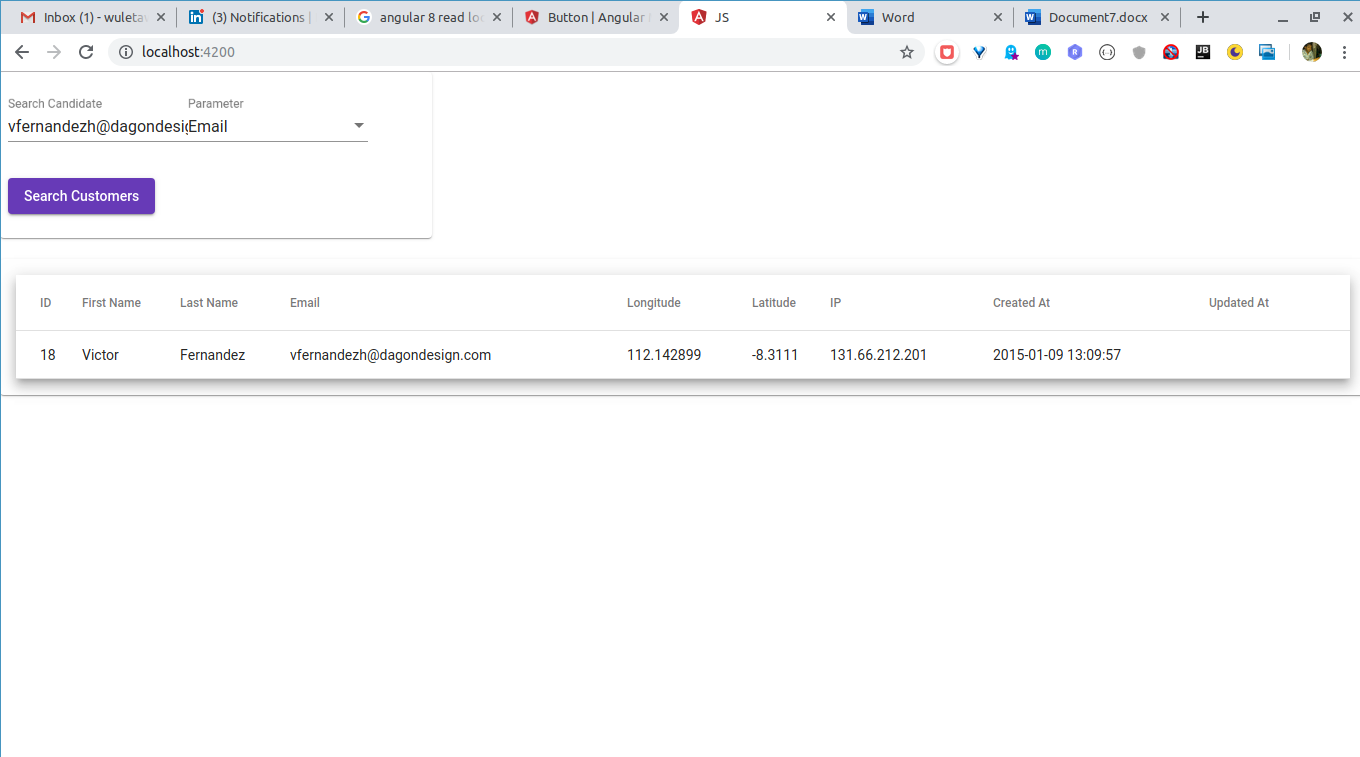 Inbox (1) - wuleta
(3) Notifications |
angular 8 read loc
Button | Angular
JS
Word
Document7.docx
localhost:4200
Search Candidate Parameter
vfernandezh@dagondesig Email
Search Customers
ID First Name Last Name Email Longitude Latitude IP Created At Updated At
18 Victor Fernandez vfernandezh@dagondesign.com 112.142899 -8.3111 131.66.212.201 2015-01-09 13:09:57